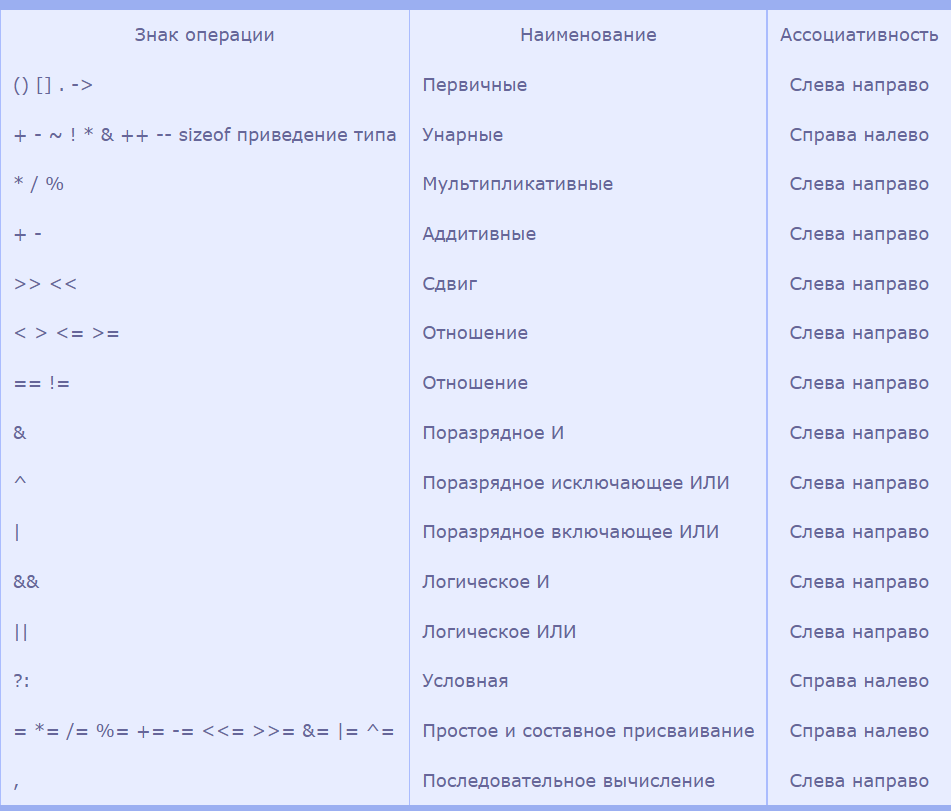 Знак операции Наименование Ассоциативность
() [] . -> Первичные Слева направо
+ - ~ ! * & ++ -- sizeof приведение типа Унарные Справа налево
* / % Мультипликативные Слева направо
+ - Аддитивные Слева направо
>> << Сдвиг Слева направо
< > <= >= Отношение Слева направо
== != Отношение Слева направо
& Поразрядное И Слева направо
^ Поразрядное исключающее ИЛИ Слева направо
| Поразрядное включающее ИЛИ Слева направо
&& Логическое И Слева направо
|| Логическое ИЛИ Слева направо
?: Условная Справа налево
= *= /= %= += -= <<= >>= &= |= ^= Простое и составное присваивание Справа налево
, Последовательное вычисление Слева направо